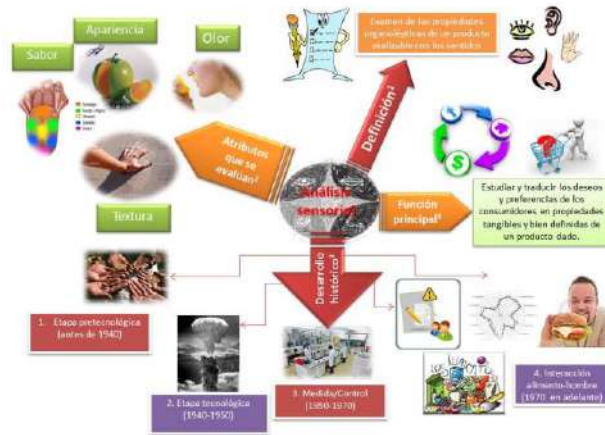 Apariencia
Sabor
Olor
Textura
Atributos
que se
evalúan²
Examen de las propiedades
organolépticas de un producto
realizable con los sentidos
Definición¹
Análisis
sensorial
Función
principal³
Estudiar y traducir los deseos
y preferencias de los
consumidores en propiedades
tangibles y bien definidas de
un producto dado.
Desarrollo
histórico³
1. Etapa pretecnológica
(antes de 1940)
2. Etapa tecnológica
(1940-1950)
3. Medida/Control
(1950-1970)
4. Interacción
alimento-hombre
(1970 en adelante)